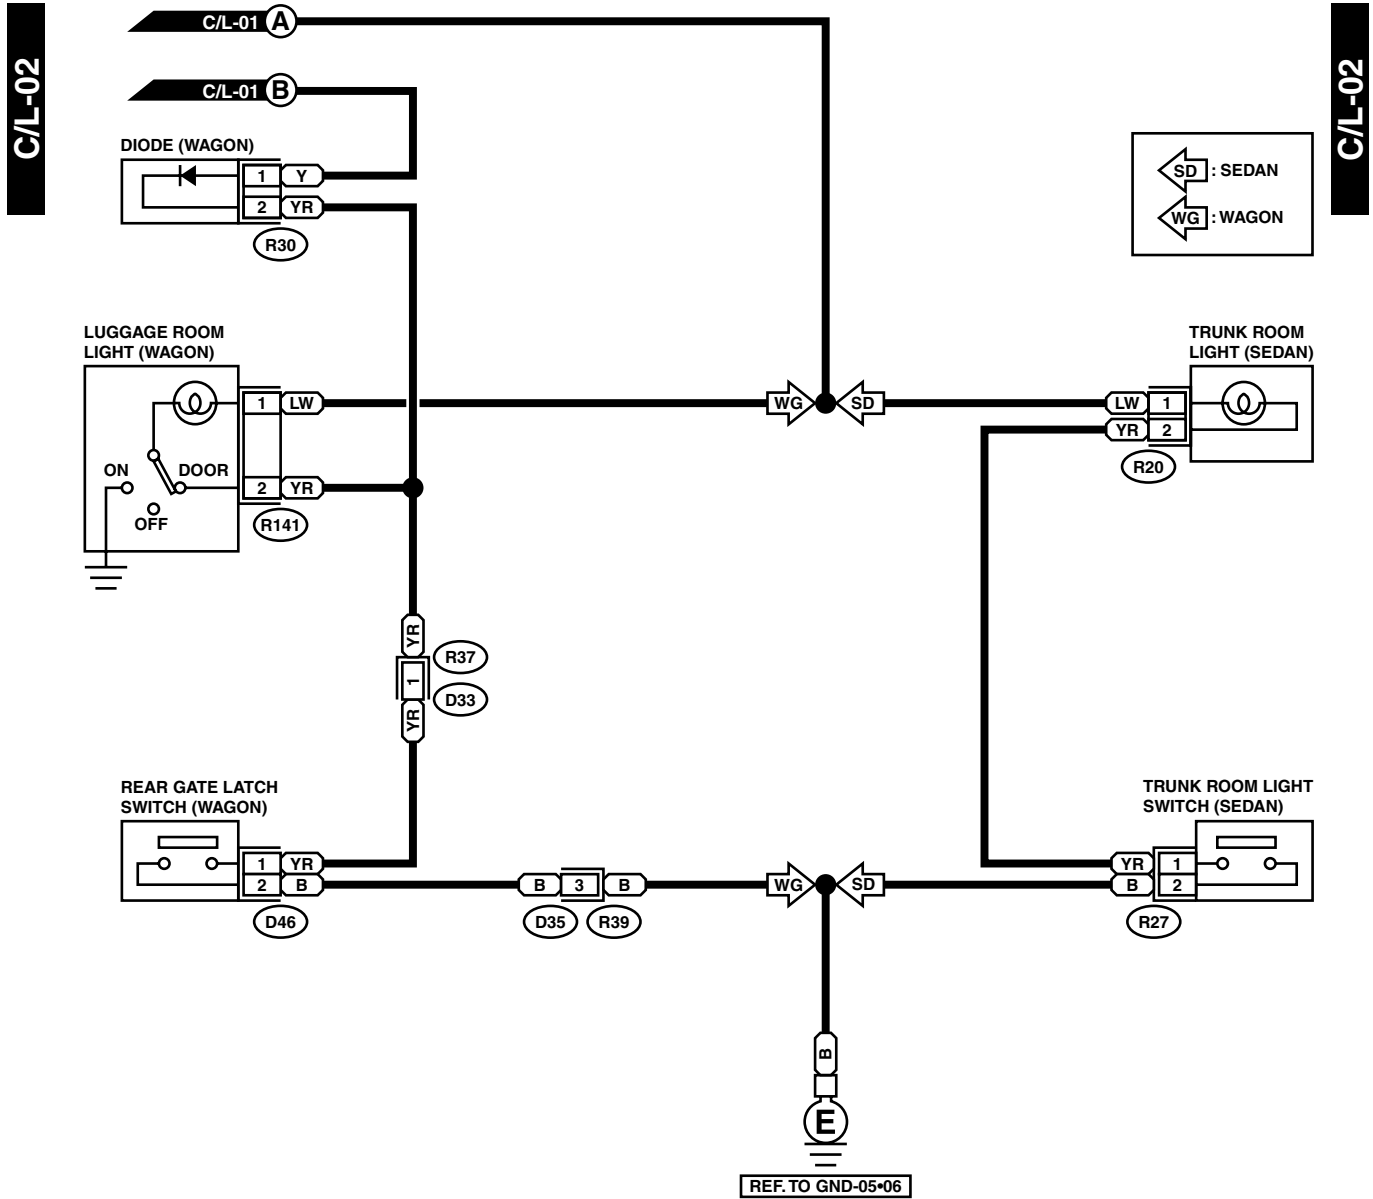 C/L-02
C/L-01 A
C/L-02
C/L-01 B
DIODE (WAGON)
1 Y
2 YR
R30
SD : SEDAN
WG : WAGON
LUGGAGE ROOM
LIGHT (WAGON)
TRUNK ROOM
LIGHT (SEDAN)
1 LW
WG
SD
LW 1
YR 2
R20
ON
DOOR
OFF
2 YR
R141
YR
R37
1
D33
YR
REAR GATE LATCH
SWITCH (WAGON)
TRUNK ROOM LIGHT
SWITCH (SEDAN)
1 YR
2 B
D46
B 3 B
D35
R39
WG
SD
YR 1
B 2
R27
B
E
REF. TO GND-05•06